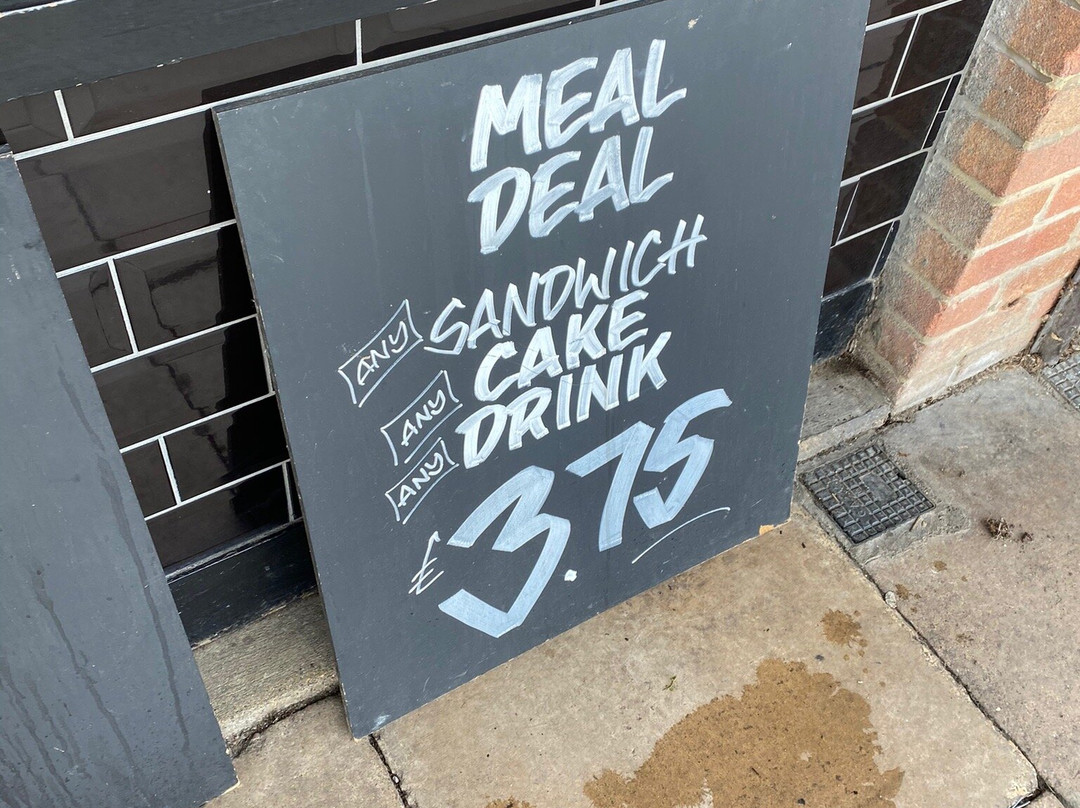 MEAL
DEAL
ANY SANDWICH
ANY CAKE
ANY DRINK
£3.75